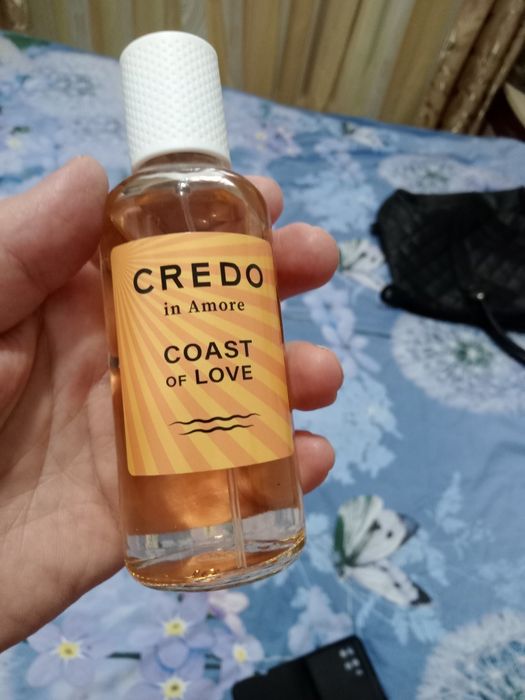 CREDO
in Amore
COAST
OF LOVE